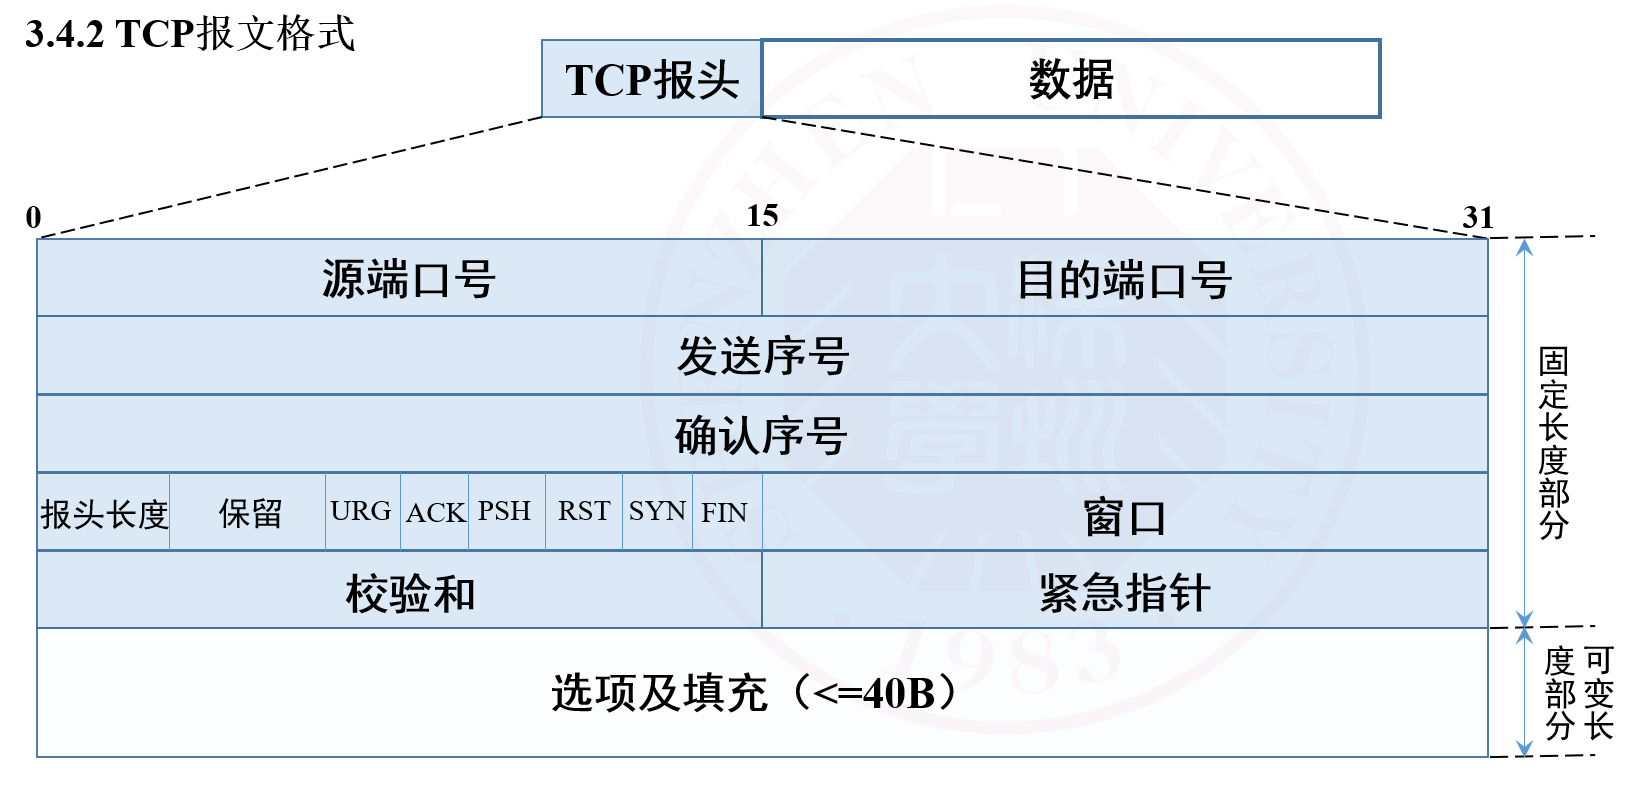 3.4.2 TCP报文格式
TCP报头 数据
0 15 31
源端口号 目的端口号
发送序号
确认序号
报头长度 保留 URG ACK PSH RST SYN FIN 窗口
校验和 紧急指针
选项及填充（<=40B）
固定长度部分
可变长度部分
SHENZHEN UNIVERSITY
1983